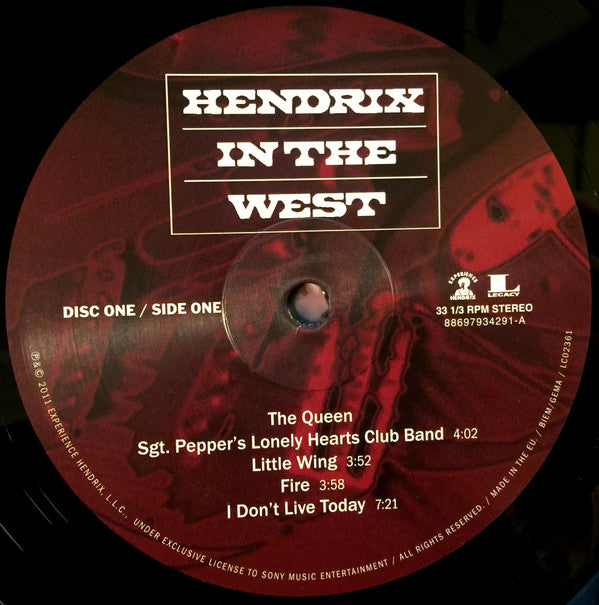 HENDRIX
IN THE
WEST
DISC ONE / SIDE ONE
EXPERIENCE
HENDRIX
L
LEGACY
33 1/3 RPM STEREO
88697934291-A
The Queen
Sgt. Pepper's Lonely Hearts Club Band 4:02
Little Wing 3:52
Fire 3:58
I Don't Live Today 7:21
℗ & © 2011 EXPERIENCE HENDRIX, L.L.C., UNDER EXCLUSIVE LICENSE TO SONY MUSIC ENTERTAINMENT / ALL RIGHTS RESERVED. / MADE IN THE EU. / BIEM/GEMA / LC02361